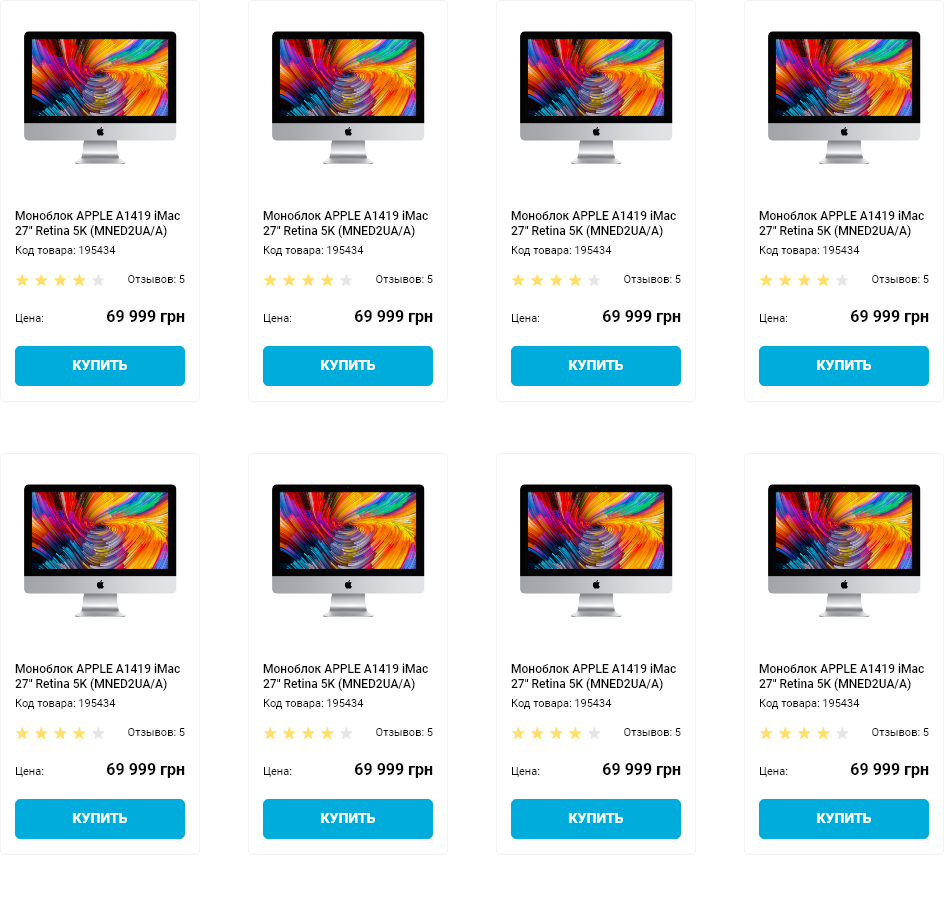 Моноблок APPLE A1419 iMac
27" Retina 5K (MNED2UA/A)
Код товара: 195434
Отзывов: 5
Цена: 69 999 грн
КУПИТЬ
Моноблок APPLE A1419 iMac
27" Retina 5K (MNED2UA/A)
Код товара: 195434
Отзывов: 5
Цена: 69 999 грн
КУПИТЬ
Моноблок APPLE A1419 iMac
27" Retina 5K (MNED2UA/A)
Код товара: 195434
Отзывов: 5
Цена: 69 999 грн
КУПИТЬ
Моноблок APPLE A1419 iMac
27" Retina 5K (MNED2UA/A)
Код товара: 195434
Отзывов: 5
Цена: 69 999 грн
КУПИТЬ
Моноблок APPLE A1419 iMac
27" Retina 5K (MNED2UA/A)
Код товара: 195434
Отзывов: 5
Цена: 69 999 грн
КУПИТЬ
Моноблок APPLE A1419 iMac
27" Retina 5K (MNED2UA/A)
Код товара: 195434
Отзывов: 5
Цена: 69 999 грн
КУПИТЬ
Моноблок APPLE A1419 iMac
27" Retina 5K (MNED2UA/A)
Код товара: 195434
Отзывов: 5
Цена: 69 999 грн
КУПИТЬ
Моноблок APPLE A1419 iMac
27" Retina 5K (MNED2UA/A)
Код товара: 195434
Отзывов: 5
Цена: 69 999 грн
КУПИТЬ